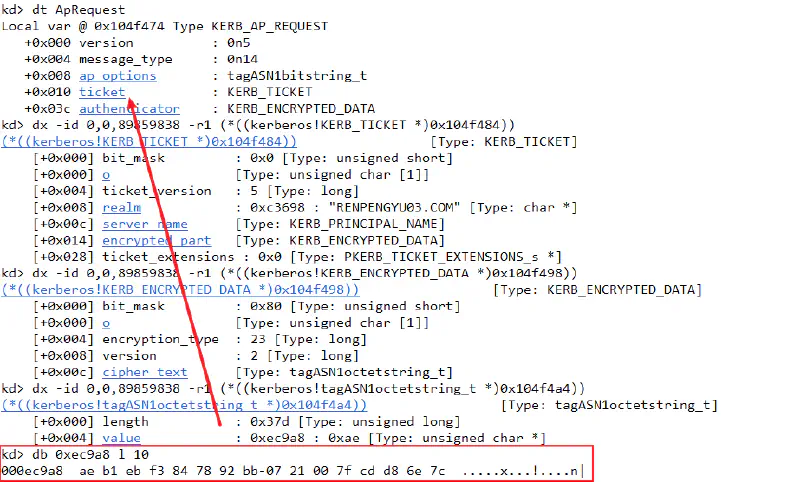 kd> dt ApRequest
Local var @ 0x104f474 Type KERB_AP_REQUEST
+0x000 version : 0n5
+0x004 message_type : 0n14
+0x008 ap_options : tagASN1bitstring_t
+0x010 ticket : KERB_TICKET
+0x03c authenticator : KERB_ENCRYPTED_DATA
kd> dx -id 0,0,89859838 -r1 (*((kerberos!KERB_TICKET *)0x104f484))
(*((kerberos!KERB_TICKET *)0x104f484)) [Type: KERB_TICKET]
[+0x000] bit_mask : 0x0 [Type: unsigned short]
[+0x000] o [Type: unsigned char [1]]
[+0x004] ticket_version : 5 [Type: long]
[+0x008] realm : 0xc3698 : "RENPENGYU03.COM" [Type: char *]
[+0x00c] server_name [Type: KERB_PRINCIPAL_NAME]
[+0x014] encrypted_part [Type: KERB_ENCRYPTED_DATA]
[+0x028] ticket_extensions : 0x0 [Type: PKERB_TICKET_EXTENSIONS_s *]
kd> dx -id 0,0,89859838 -r1 (*((kerberos!KERB_ENCRYPTED_DATA *)0x104f498))
(*((kerberos!KERB_ENCRYPTED_DATA *)0x104f498)) [Type: KERB_ENCRYPTED_DATA]
[+0x000] bit_mask : 0x80 [Type: unsigned short]
[+0x000] o [Type: unsigned char [1]]
[+0x004] encryption_type : 23 [Type: long]
[+0x008] version : 2 [Type: long]
[+0x00c] cipher_text [Type: tagASN1octetstring_t]
kd> dx -id 0,0,89859838 -r1 (*((kerberos!tagASN1octetstring_t *)0x104f4a4))
(*((kerberos!tagASN1octetstring_t *)0x104f4a4)) [Type: tagASN1octetstring_t]
[+0x000] length : 0x37d [Type: unsigned long]
[+0x004] value : 0xec9a8 : 0xae [Type: unsigned char *]
kd> db 0xec9a8 l 10
000ec9a8 ae b1 eb f3 84 78 92 bb-07 21 00 7f cd d8 6e 7c .....x...!....n|